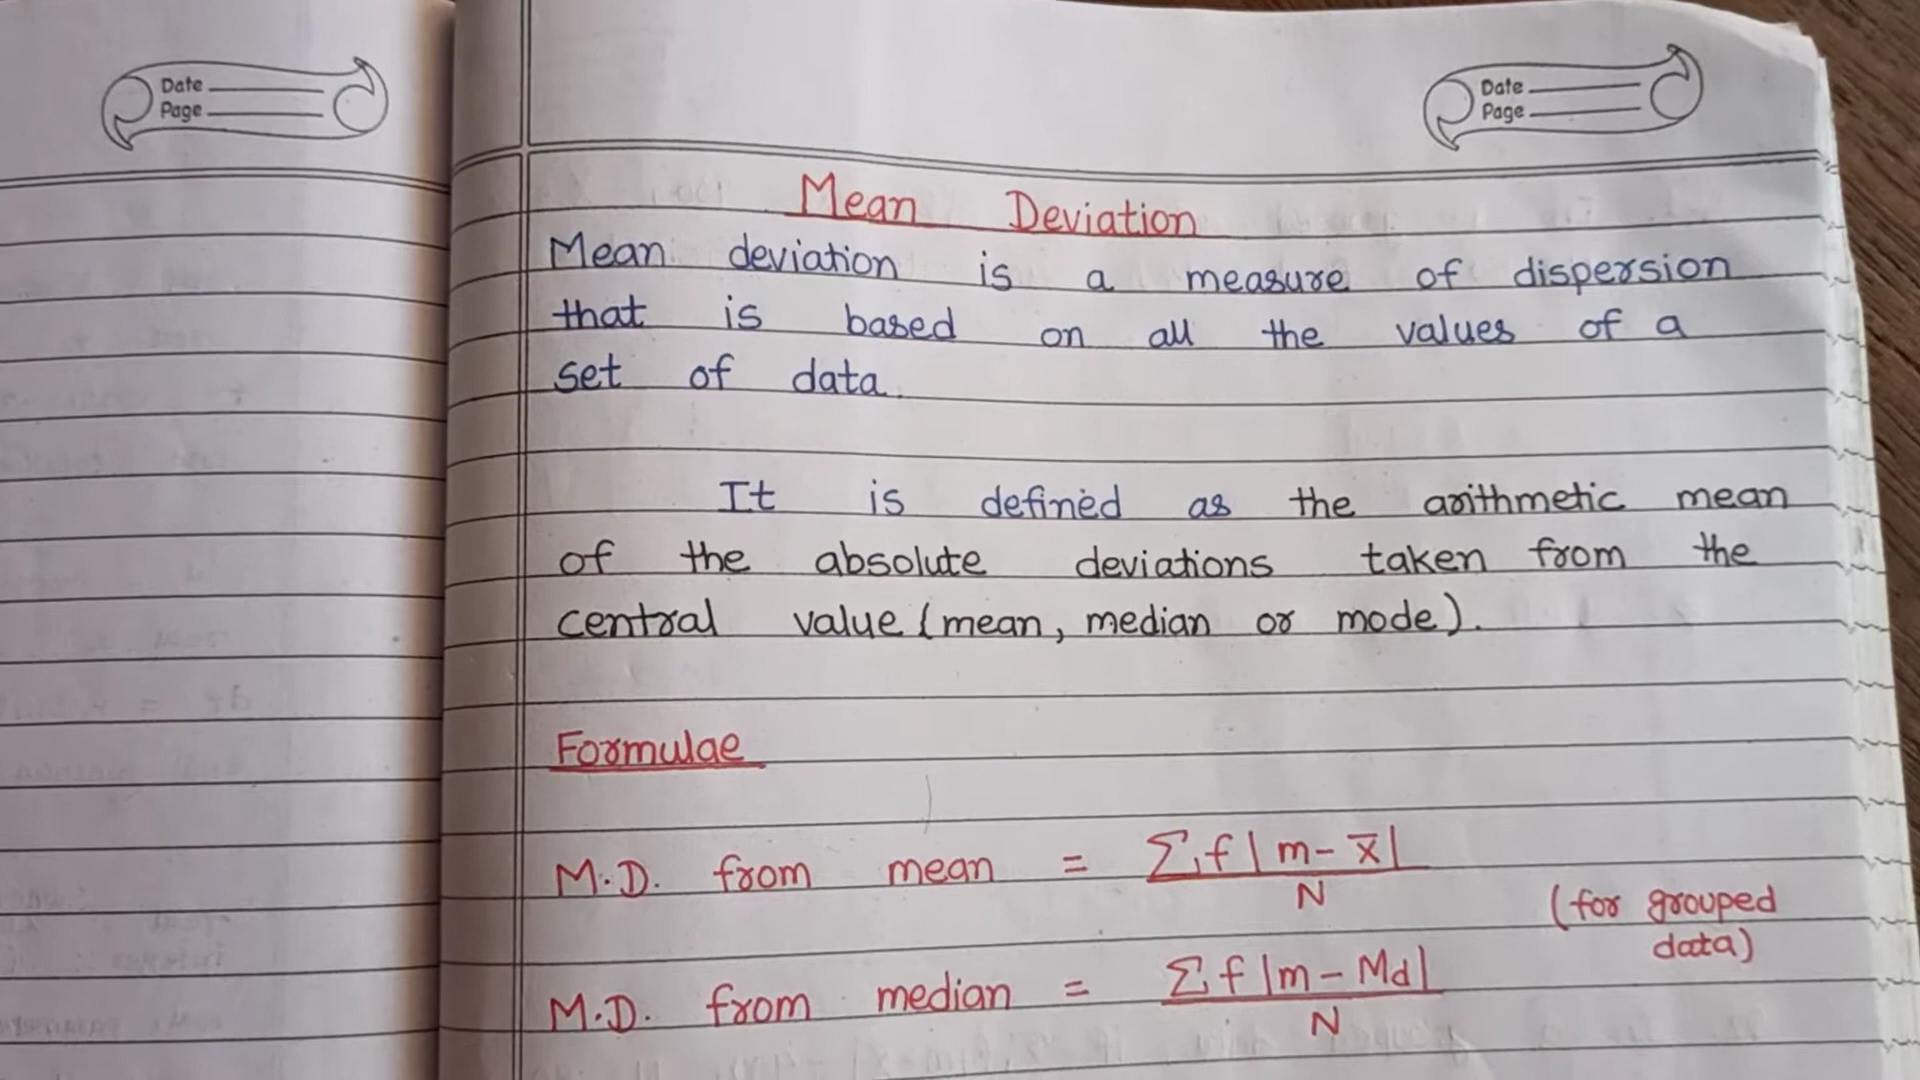 Date
Page
Date
Page
Mean Deviation
Mean deviation is a measure of dispersion
that is based on all the values of a
set of data.
It is defined as the arithmetic mean
of the absolute deviations taken from the
central value (mean, median or mode).
Formulae
M.D. from mean = Σf|m-x̄|
N
(for grouped
data)
M.D. from median = Σf|m-Md|
N